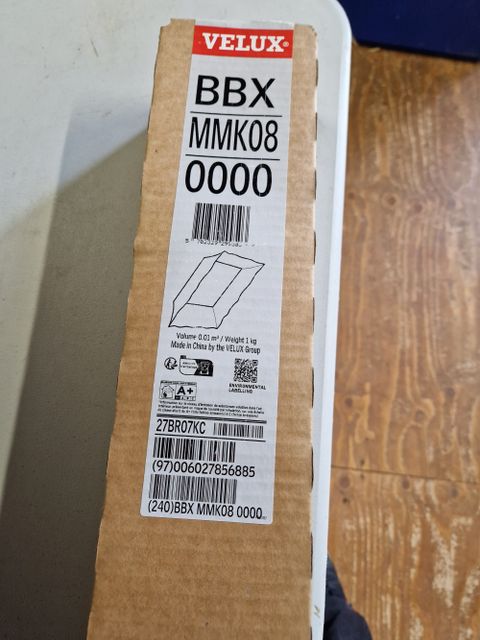 VELUX®
BBX
MMK08
0000
Volume 0.01 m³ / Weight 1 kg
Made in China by the VELUX Group
ENVIRONMENTAL
LABELLING
A+
27BR07KC
(97)006027856885
(240)BBX MMK08 0000